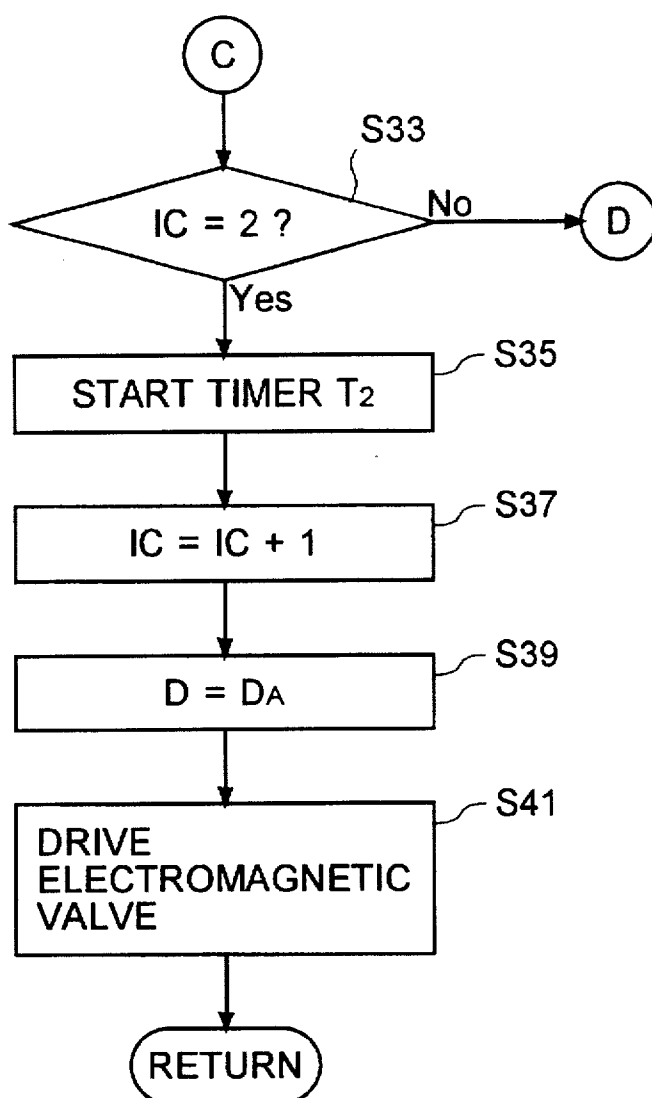 C
S33
IC = 2 ?
No
D
Yes
S35
START TIMER T2
S37
IC = IC + 1
S39
D = DA
S41
DRIVE
ELECTROMAGNETIC
VALVE
RETURN